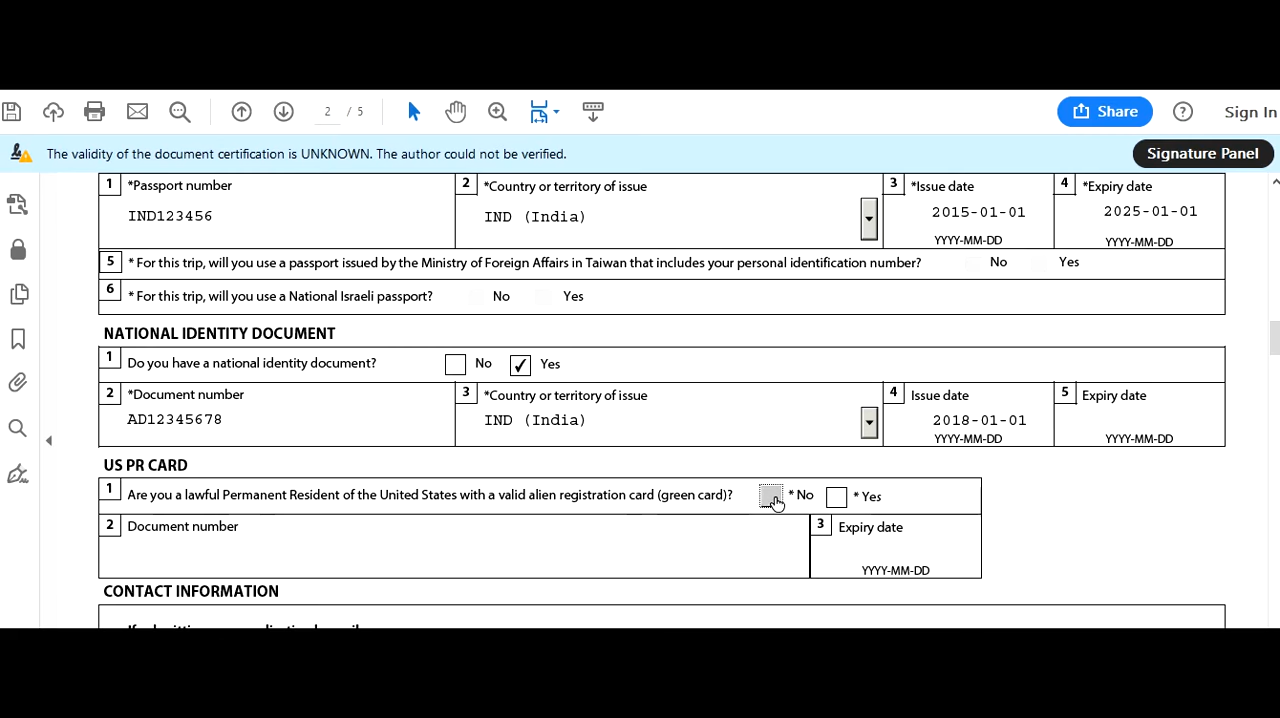 2 / 5
Share
Sign In
The validity of the document certification is UNKNOWN. The author could not be verified.
Signature Panel
1 *Passport number
IND123456
2 *Country or territory of issue
IND (India)
3 *Issue date
2015-01-01
YYYY-MM-DD
4 *Expiry date
2025-01-01
YYYY-MM-DD
5 * For this trip, will you use a passport issued by the Ministry of Foreign Affairs in Taiwan that includes your personal identification number? No Yes
6 * For this trip, will you use a National Israeli passport? No Yes
NATIONAL IDENTITY DOCUMENT
1 Do you have a national identity document? No Yes
2 *Document number
AD12345678
3 *Country or territory of issue
IND (India)
4 Issue date
2018-01-01
YYYY-MM-DD
5 Expiry date
YYYY-MM-DD
US PR CARD
1 Are you a lawful Permanent Resident of the United States with a valid alien registration card (green card)? * No * Yes
2 Document number
3 Expiry date
YYYY-MM-DD
CONTACT INFORMATION